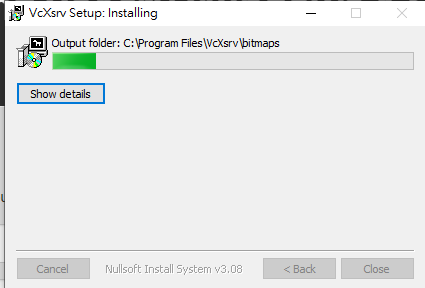 VcXsrv Setup: Installing
Output folder: C:\Program Files\VcXsrv\bitmaps
Show details
Cancel
Nullsoft Install System v3.08
< Back
Close